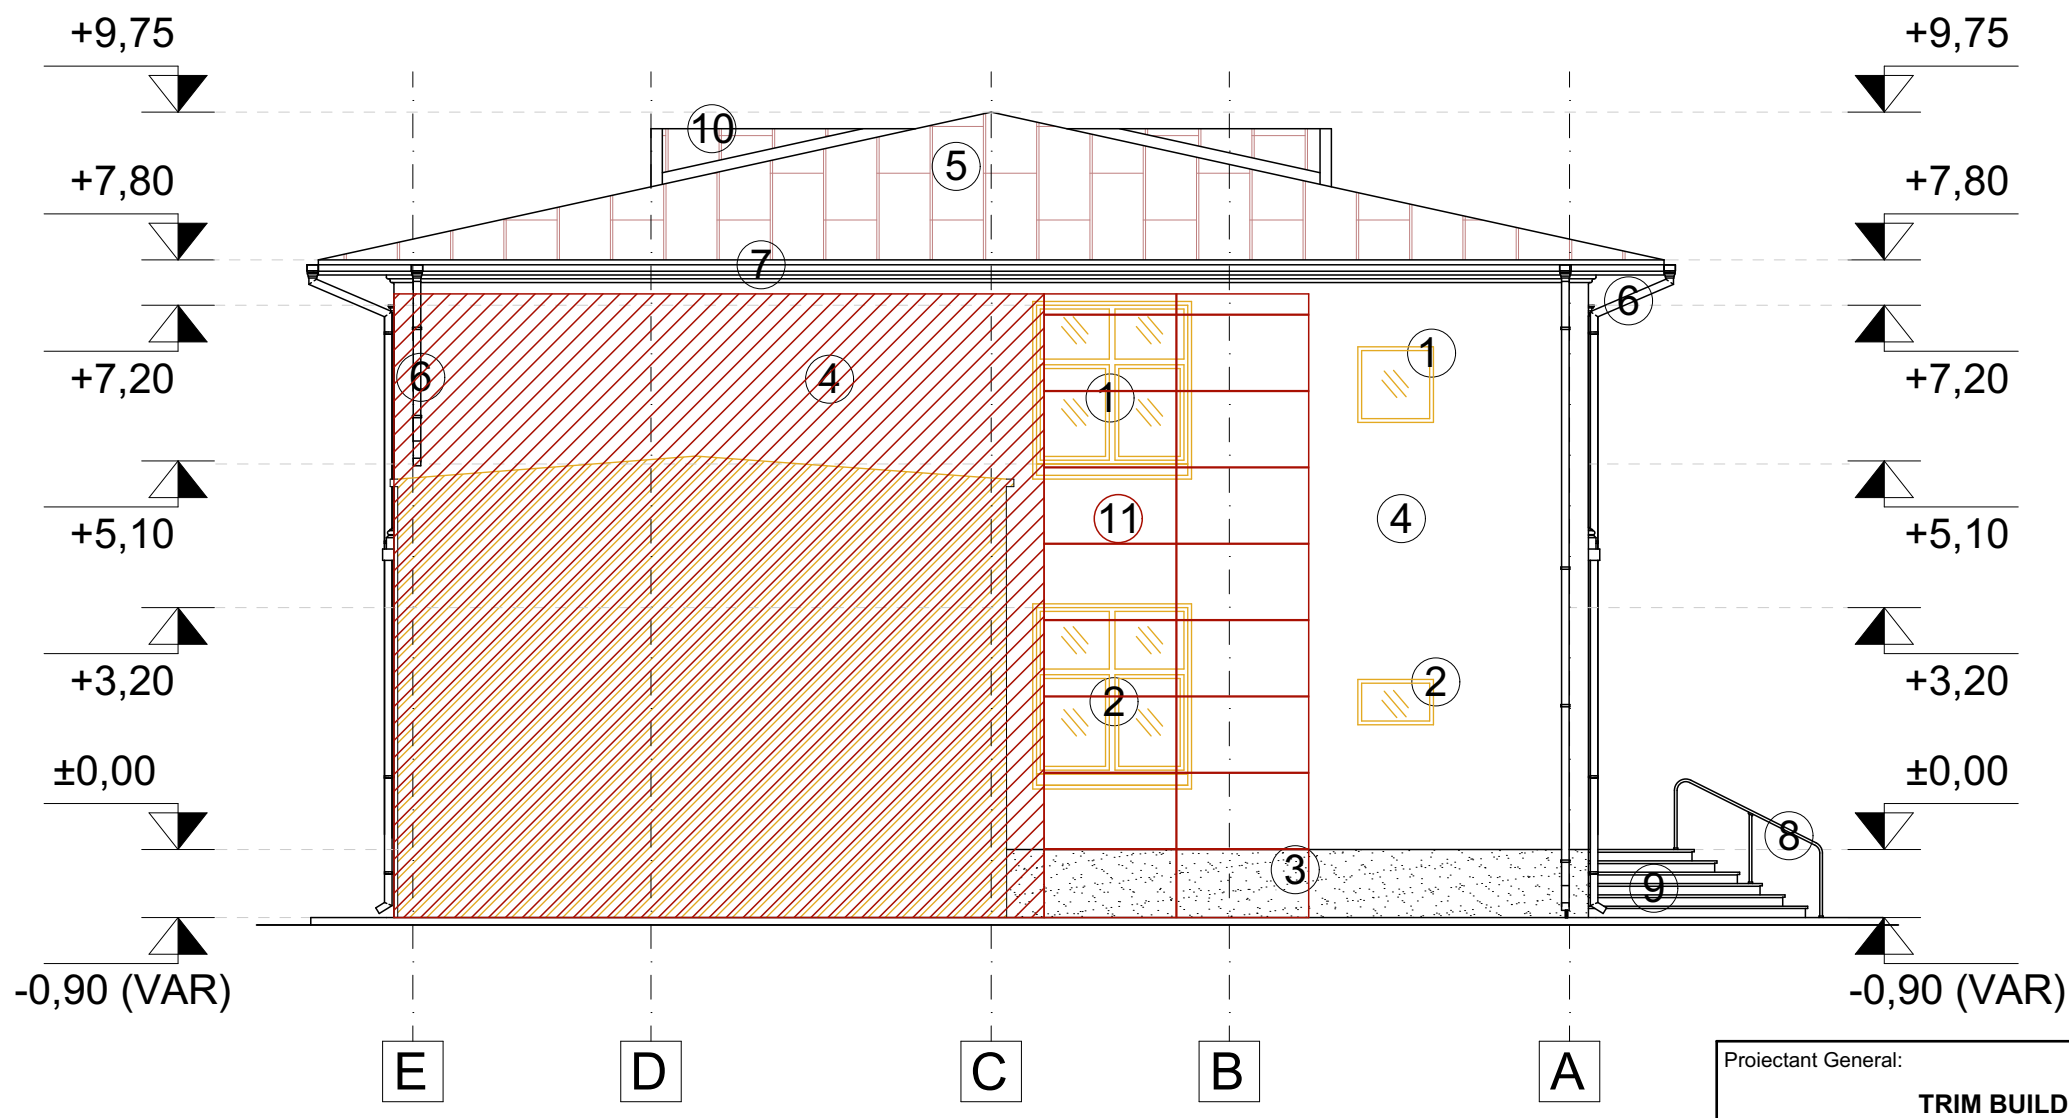 +9,75 +9,75
10
5
+7,80 +7,80
7
6
1
+7,20 6 4 +7,20
1
11 4
+5,10 +5,10
2
+3,20 2 +3,20
±0,00 ±0,00
8
3
9
-0,90 (VAR) -0,90 (VAR)
E D C B A
Proiectant General:
TRIM BUILD